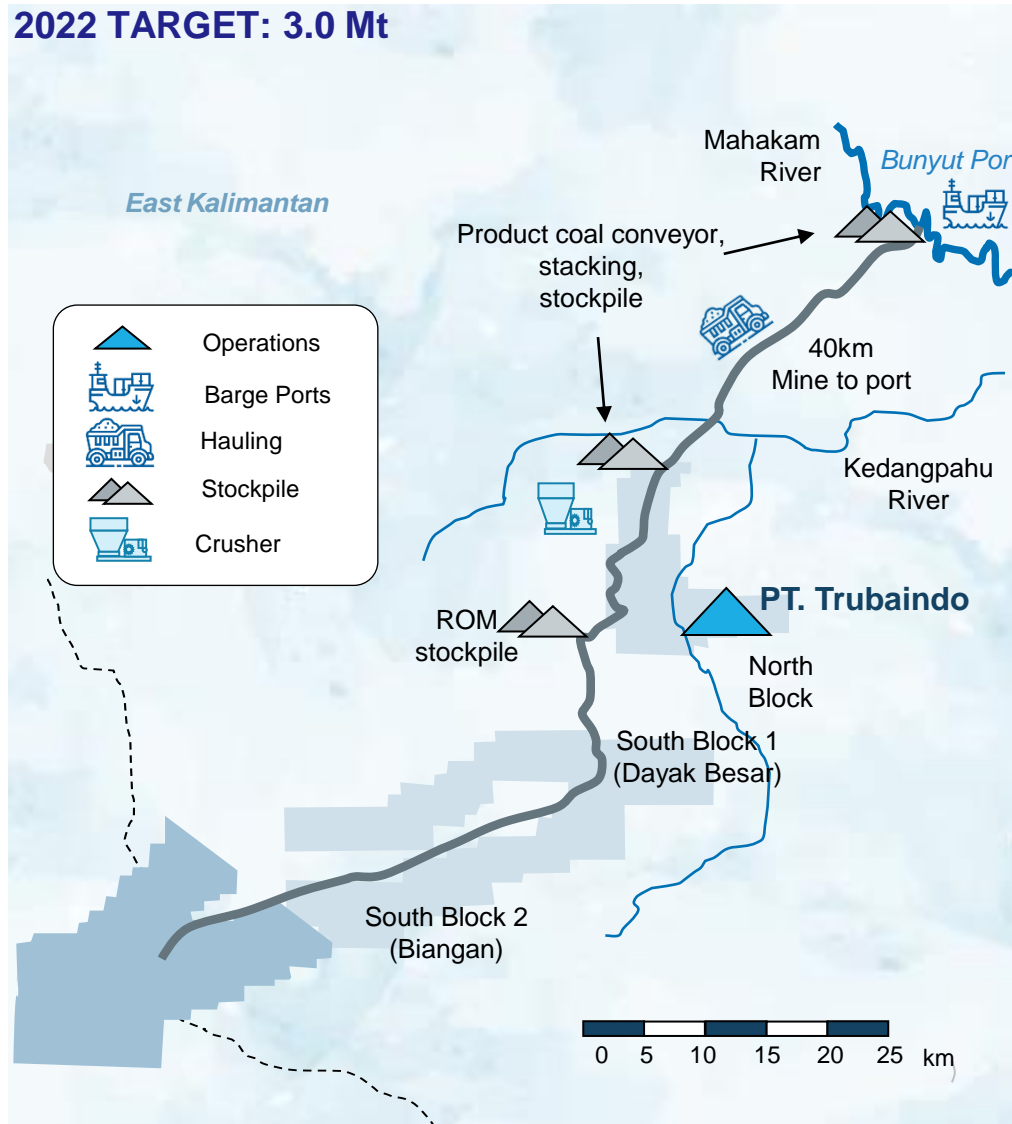 2022 TARGET: 3.0 Mt
Mahakam
River
Bunyut Por
East Kalimantan
Product coal conveyor,
stacking,
stockpile
Operations
Barge Ports
Hauling
Stockpile
Crusher
40km
Mine to port
Kedangpahu
River
PT. Trubaindo
ROM
stockpile
North
Block
South Block 1
(Dayak Besar)
South Block 2
(Biangan)
0 5 10 15 20 25 km